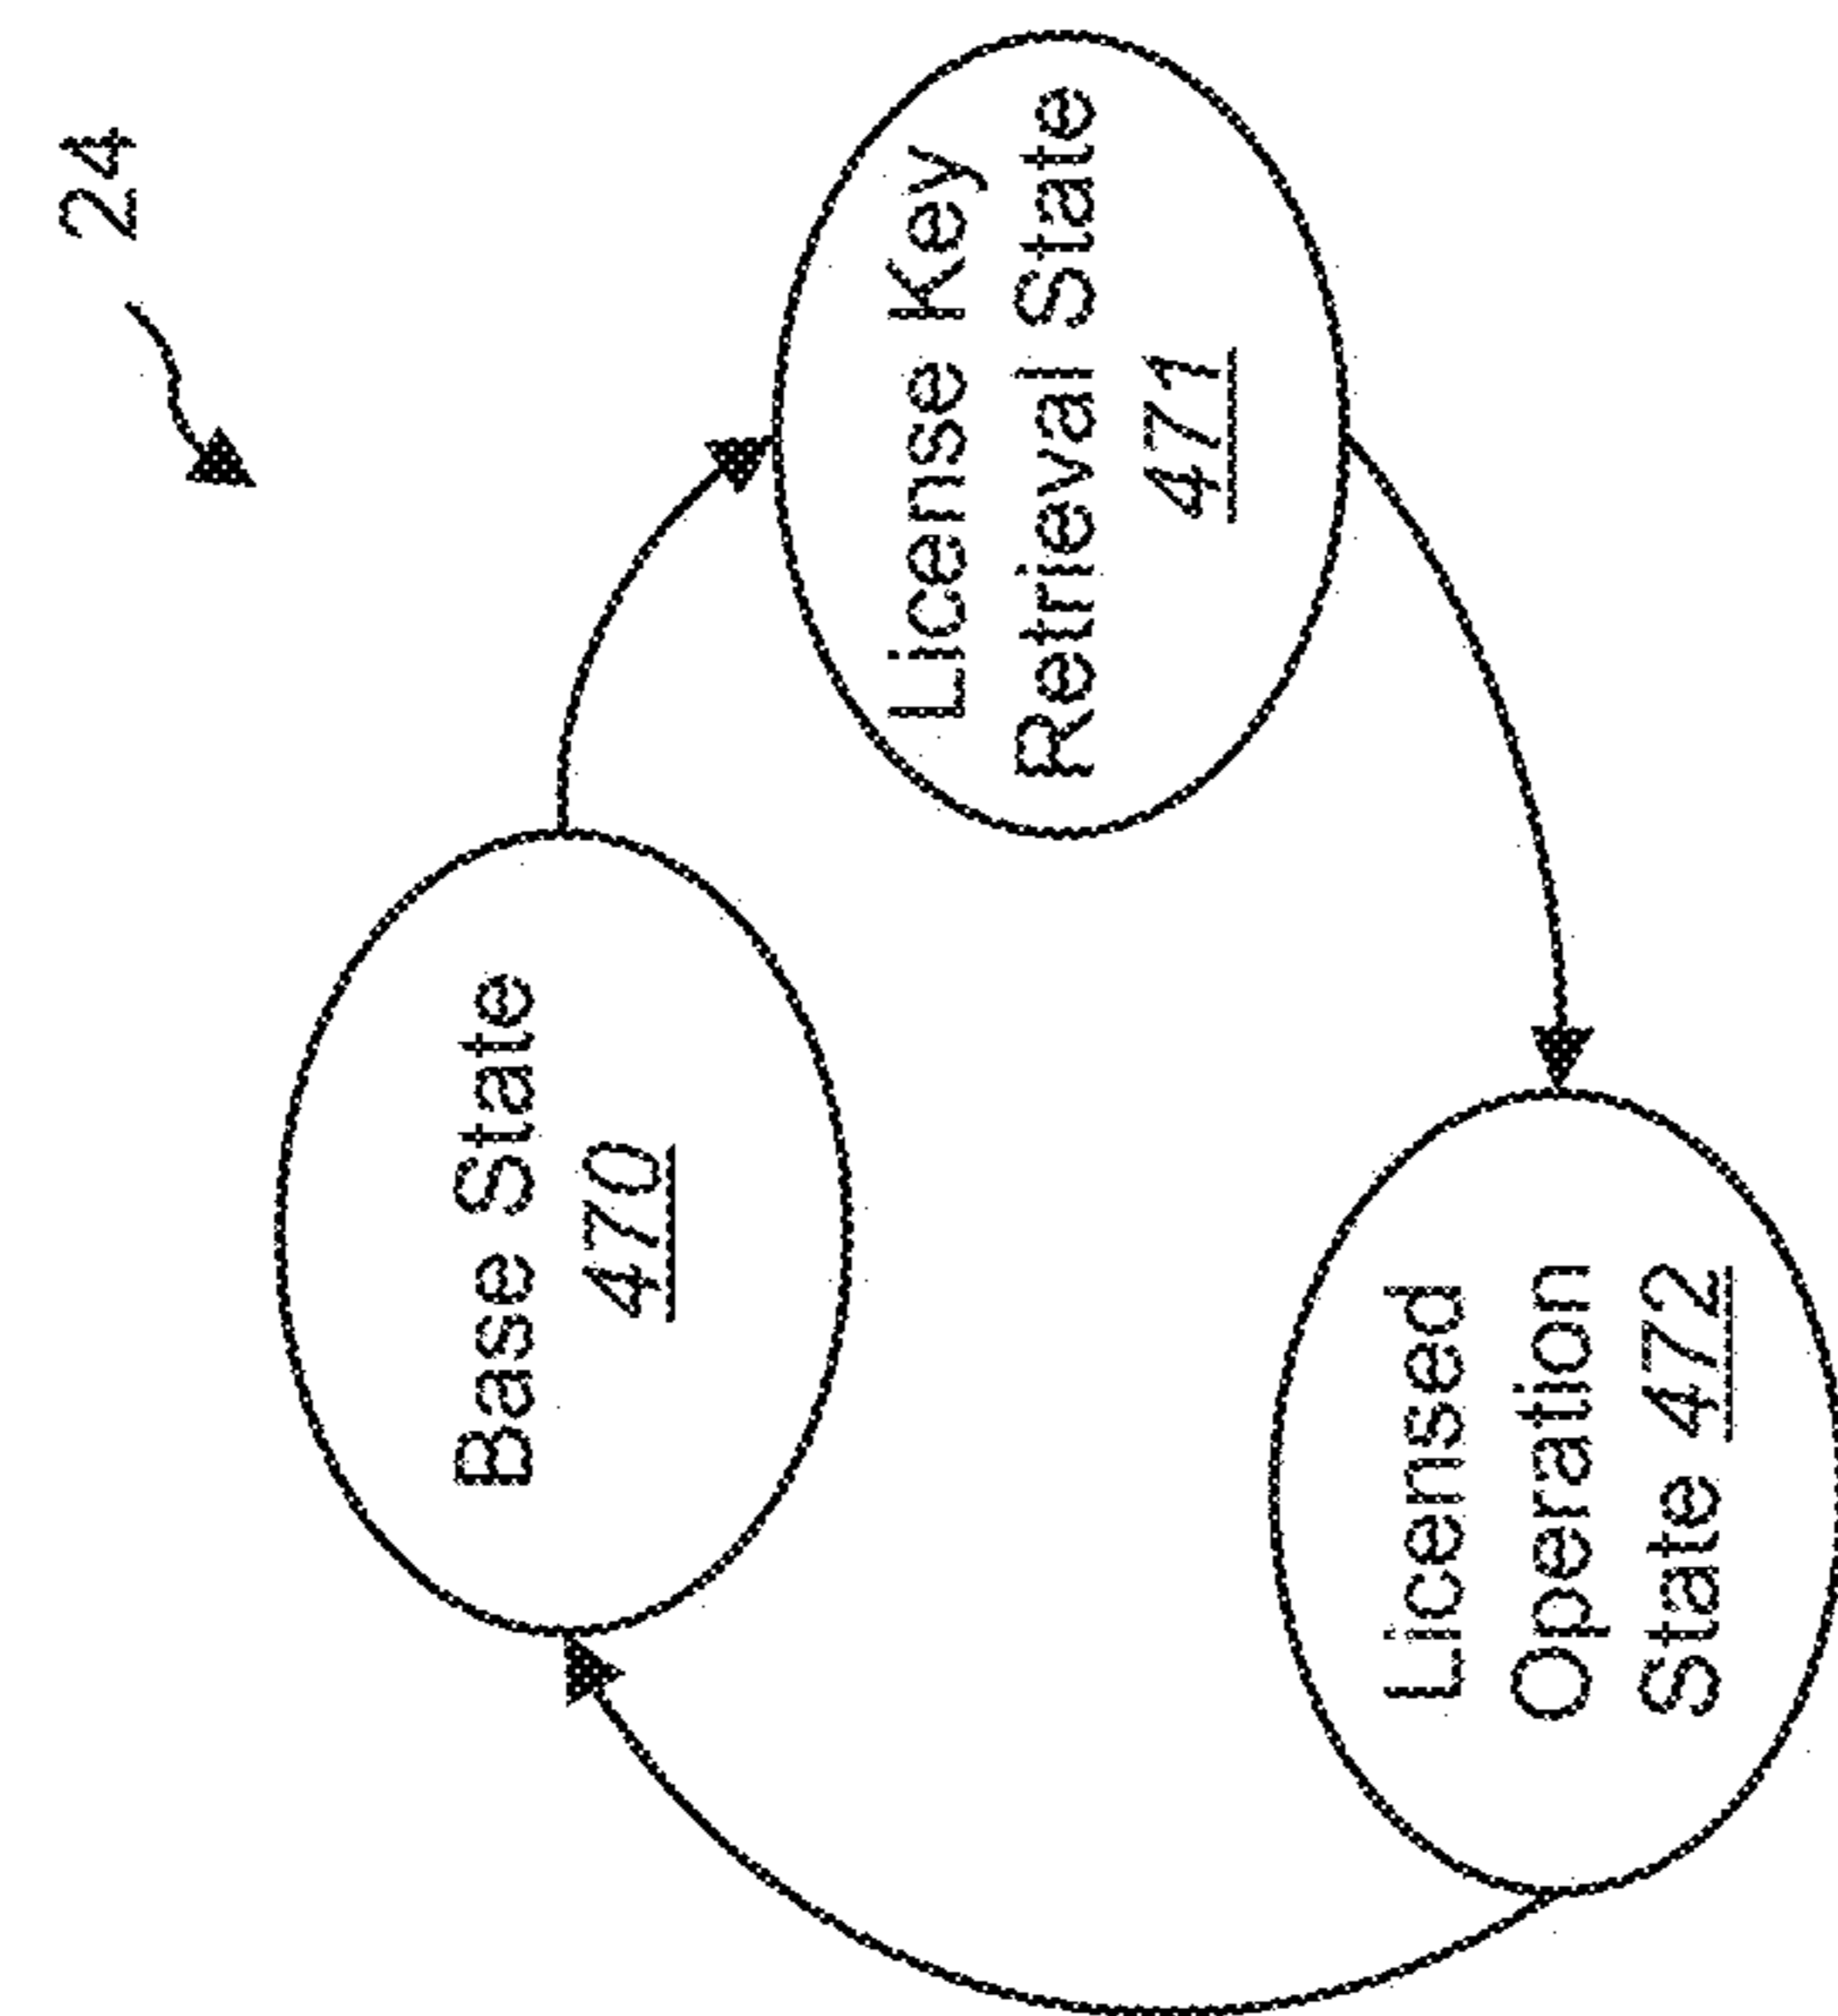 24
Base State
470
License Key
Retrieval State
471
Licensed
Operation
State 472